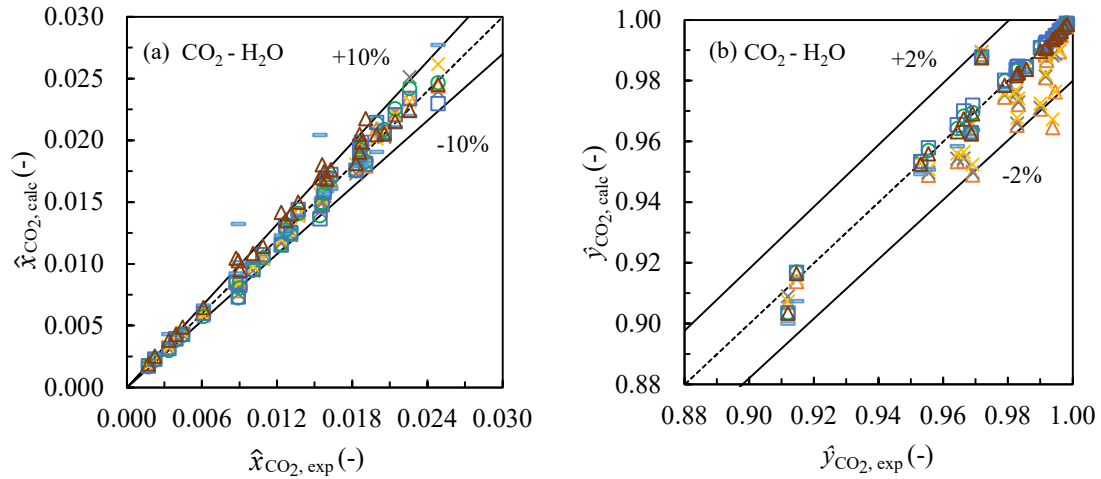 (a) CO₂ - H₂O
+10%
-10%
0.030
0.025
0.020
0.015
0.010
0.005
0.000
0.000 0.006 0.012 0.018 0.024 0.030
x̂CO₂, calc (-)
x̂CO₂, exp (-)
(b) CO₂ - H₂O
+2%
-2%
1.00
0.98
0.96
0.94
0.92
0.90
0.88
0.88 0.90 0.92 0.94 0.96 0.98 1.00
ŷCO₂, calc (-)
ŷCO₂, exp (-)